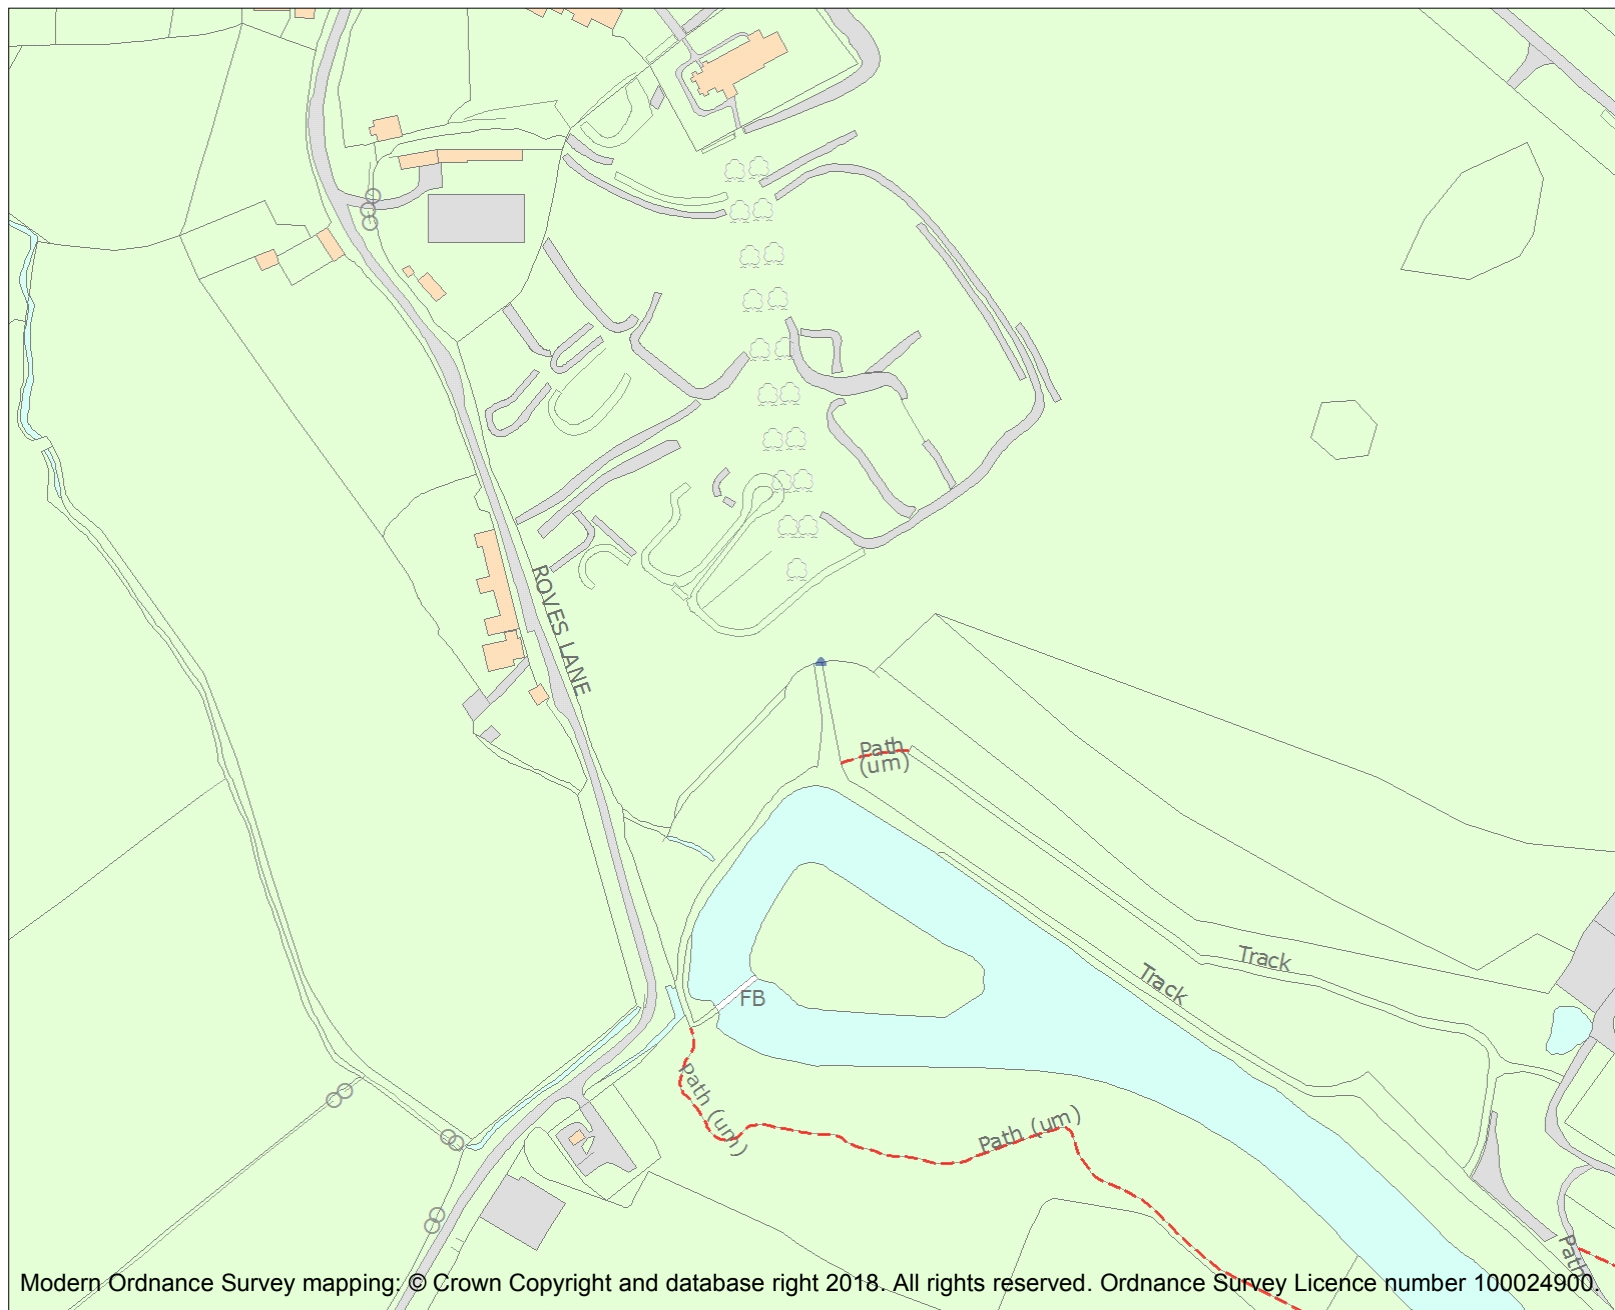 ROVES LANE
Path
(um)
Track
Track
FB
Path (um)
Path (um)
Path
Modern Ordnance Survey mapping: © Crown Copyright and database right 2018. All rights reserved. Ordnance Survey Licence number 100024900.